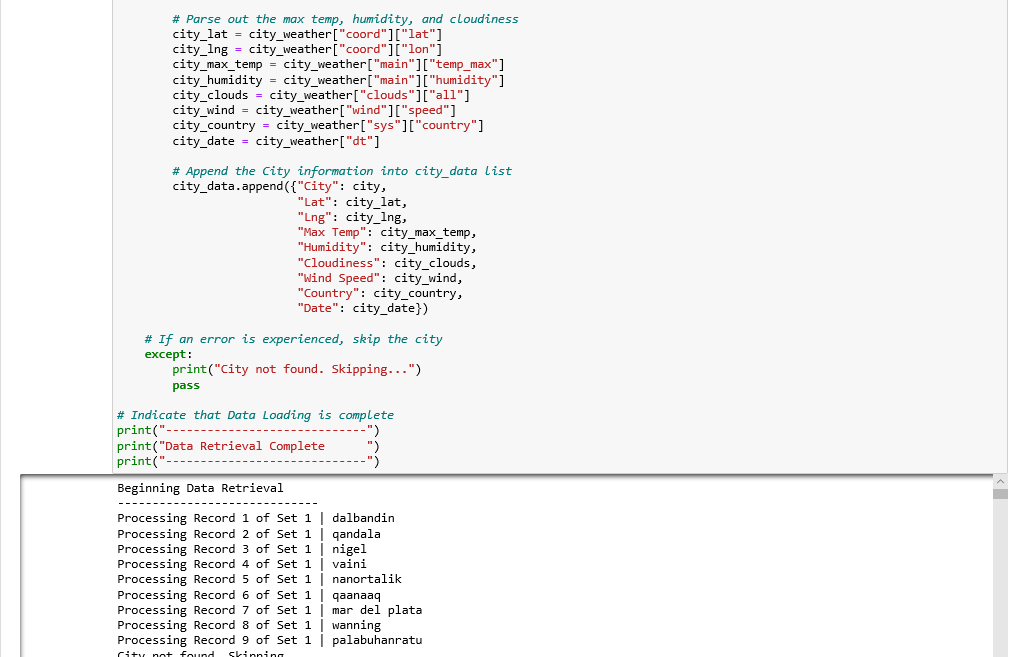 # Parse out the max temp, humidity, and cloudiness
city_lat = city_weather["coord"]["lat"]
city_lng = city_weather["coord"]["lon"]
city_max_temp = city_weather["main"]["temp_max"]
city_humidity = city_weather["main"]["humidity"]
city_clouds = city_weather["clouds"]["all"]
city_wind = city_weather["wind"]["speed"]
city_country = city_weather["sys"]["country"]
city_date = city_weather["dt"]
# Append the City information into city_data list
city_data.append({"City": city,
"Lat": city_lat,
"Lng": city_lng,
"Max Temp": city_max_temp,
"Humidity": city_humidity,
"Cloudiness": city_clouds,
"Wind Speed": city_wind,
"Country": city_country,
"Date": city_date})
# If an error is experienced, skip the city
except:
print("City not found. Skipping...")
pass
# Indicate that Data Loading is complete
print("-----------------------------")
print("Data Retrieval Complete      ")
print("-----------------------------")
Beginning Data Retrieval
-----------------------------
Processing Record 1 of Set 1 | dalbandin
Processing Record 2 of Set 1 | qandala
Processing Record 3 of Set 1 | nigel
Processing Record 4 of Set 1 | vaini
Processing Record 5 of Set 1 | nanortalik
Processing Record 6 of Set 1 | qaanaaq
Processing Record 7 of Set 1 | mar del plata
Processing Record 8 of Set 1 | wanning
Processing Record 9 of Set 1 | palabuhanratu
City not found. Skipping...